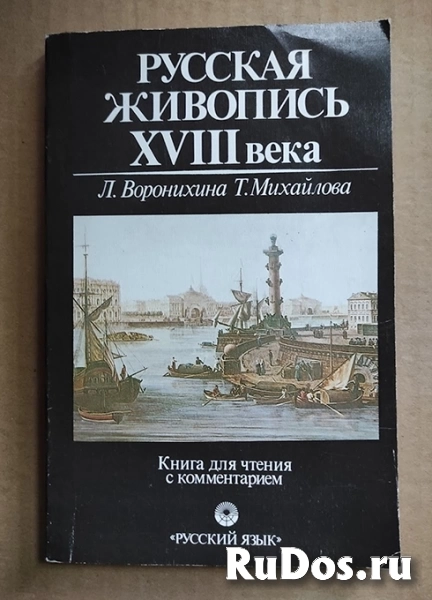 РУССКАЯ
ЖИВОПИСЬ
XVIII века
Л. Воронихина Т. Михайлова
Книга для чтения
с комментарием
«РУССКИЙ ЯЗЫК»
RuDos.ru